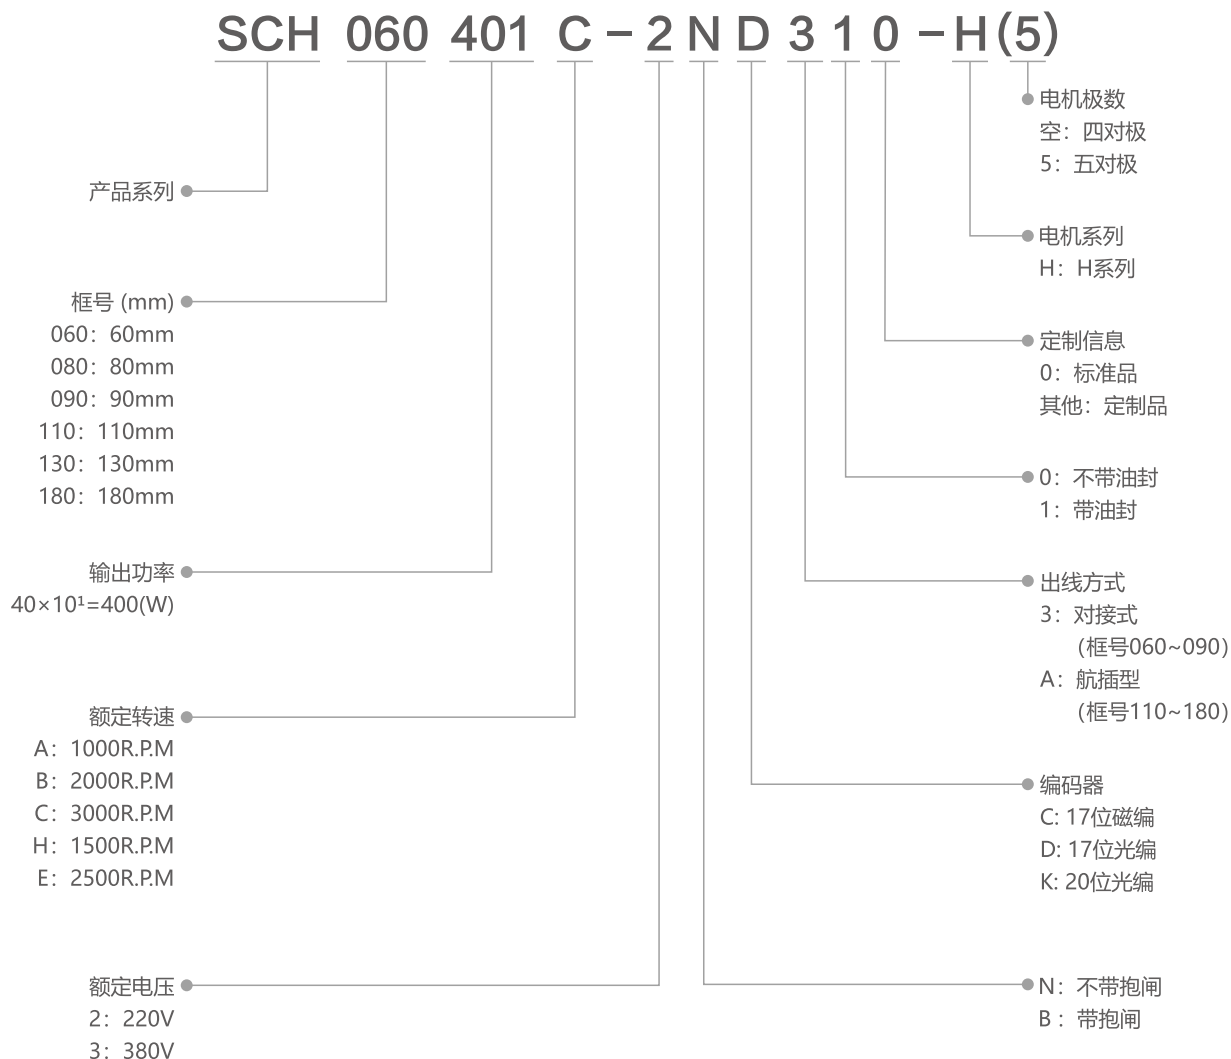 SCH 060 401 C - 2 N D 3 1 0 - H (5)
产品系列
框号 (mm)
060：60mm
080：80mm
090：90mm
110：110mm
130：130mm
180：180mm
输出功率
40×10¹=400(W)
额定转速
A：1000R.P.M
B：2000R.P.M
C：3000R.P.M
H：1500R.P.M
E：2500R.P.M
额定电压
2：220V
3：380V
电机极数
空：四对极
5：五对极
电机系列
H：H系列
定制信息
0：标准品
其他：定制品
0：不带油封
1：带油封
出线方式
3：对接式
(框号060~090)
A：航插型
(框号110~180)
编码器
C: 17位磁编
D: 17位光编
K: 20位光编
N：不带抱闸
B：带抱闸